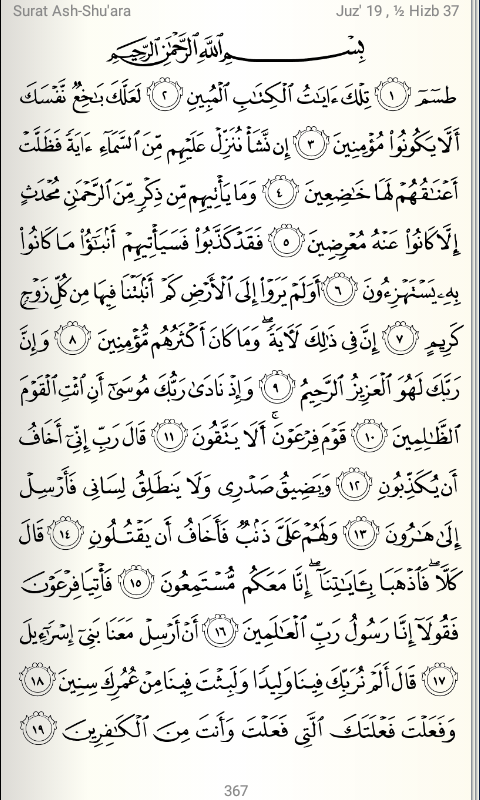 Surat Ash-Shu'ara Juz' 19 , ½ Hizb 37
بِسْمِ ٱللَّهِ ٱلرَّحْمَٰنِ ٱلرَّحِيمِ
طسٓمٓ ١ تِلْكَ ءَايَٰتُ ٱلْكِتَٰبِ ٱلْمُبِينِ ٢ لَعَلَّكَ بَٰخِعٌ نَّفْسَكَ
أَلَّا يَكُونُوا۟ مُؤْمِنِينَ ٣ إِن نَّشَأْ نُنَزِّلْ عَلَيْهِم مِّنَ ٱلسَّمَآءِ ءَايَةً فَظَلَّتْ
أَعْنَٰقُهُمْ لَهَا خَٰضِعِينَ ٤ وَمَا يَأْتِيهِم مِّن ذِكْرٍ مِّنَ ٱلرَّحْمَٰنِ مُحْدَثٍ
إِلَّا كَانُوا۟ عَنْهُ مُعْرِضِينَ ٥ فَقَدْ كَذَّبُوا۟ فَسَيَأْتِيهِمْ أَنۢبَٰٓؤُا۟ مَا كَانُوا۟
بِهِۦ يَسْتَهْزِءُونَ ٦ أَوَلَمْ يَرَوْا۟ إِلَى ٱلْأَرْضِ كَمْ أَنۢبَتْنَا فِيهَا مِن كُلِّ زَوْجٍ
كَرِيمٍ ٧ إِنَّ فِى ذَٰلِكَ لَءَايَةً ۖ وَمَا كَانَ أَكْثَرُهُم مُّؤْمِنِينَ ٨ وَإِنَّ
رَبَّكَ لَهُوَ ٱلْعَزِيزُ ٱلرَّحِيمُ ٩ وَإِذْ نَادَىٰ رَبُّكَ مُوسَىٰٓ أَنِ ٱئْتِ ٱلْقَوْمَ
ٱلظَّٰلِمِينَ ١٠ قَوْمَ فِرْعَوْنَ ۚ أَلَا يَتَّقُونَ ١١ قَالَ رَبِّ إِنِّىٓ أَخَافُ
أَن يُكَذِّبُونِ ١٢ وَيَضِيقُ صَدْرِى وَلَا يَنطَلِقُ لِسَانِى فَأَرْسِلْ
إِلَىٰ هَٰرُونَ ١٣ وَلَهُمْ عَلَىَّ ذَنۢبٌ فَأَخَافُ أَن يَقْتُلُونِ ١٤ قَالَ
كَلَّا ۖ فَٱذْهَبَا بِـَٔايَٰتِنَآ ۖ إِنَّا مَعَكُم مُّسْتَمِعُونَ ١٥ فَأْتِيَا فِرْعَوْنَ
فَقُولَآ إِنَّا رَسُولُ رَبِّ ٱلْعَٰلَمِينَ ١٦ أَنْ أَرْسِلْ مَعَنَا بَنِىٓ إِسْرَٰٓءِيلَ
١٧ قَالَ أَلَمْ نُرَبِّكَ فِينَا وَلِيدًا وَلَبِثْتَ فِينَا مِنْ عُمُرِكَ سِنِينَ ١٨
وَفَعَلْتَ فَعْلَتَكَ ٱلَّتِى فَعَلْتَ وَأَنتَ مِنَ ٱلْكَٰفِرِينَ ١٩
367